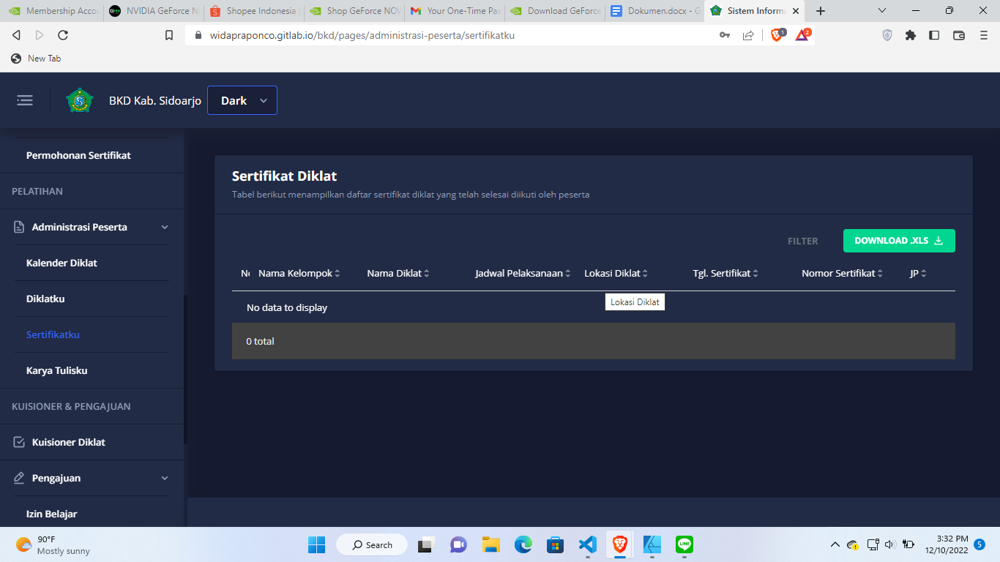 Membership Accou
NVIDIA GeForce N
Shopee Indonesia
Shop GeForce NOW
Your One-Time Pas
Download GeForce
Dokumen.docx - G
Sistem Informa
widapraponco.gitlab.io/bkd/pages/administrasi-peserta/sertifikatku
1
2
New Tab
BKD Kab. Sidoarjo
Dark
Permohonan Sertifikat
PELATIHAN
Administrasi Peserta
Kalender Diklat
Diklatku
Sertifikatku
Karya Tulisku
KUISIONER & PENGAJUAN
Kuisioner Diklat
Pengajuan
Izin Belajar
Sertifikat Diklat
Tabel berikut menampilkan daftar sertifikat diklat yang telah selesai diikuti oleh peserta
FILTER
DOWNLOAD .XLS
Nama Kelompok Nama Diklat Jadwal Pelaksanaan Lokasi Diklat Tgl. Sertifikat Nomor Sertifikat JP
Lokasi Diklat
No data to display
0 total
90°F
Mostly sunny
Search
LINE
3:32 PM
12/10/2022
5